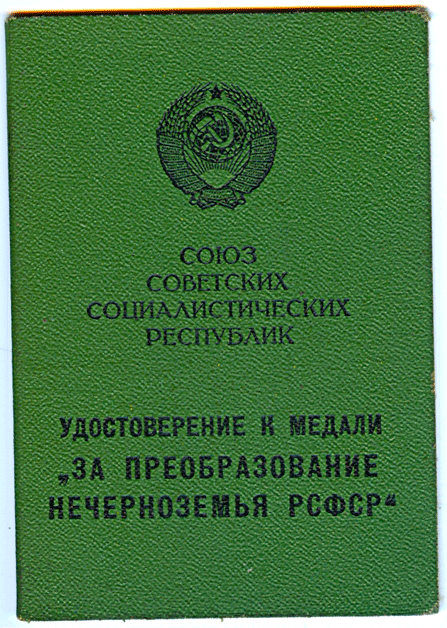 СОЮЗ
СОВЕТСКИХ
СОЦИАЛИСТИЧЕСКИХ
РЕСПУБЛИК
УДОСТОВЕРЕНИЕ К МЕДАЛИ
„ЗА ПРЕОБРАЗОВАНИЕ
НЕЧЕРНОЗЕМЬЯ РСФСР“